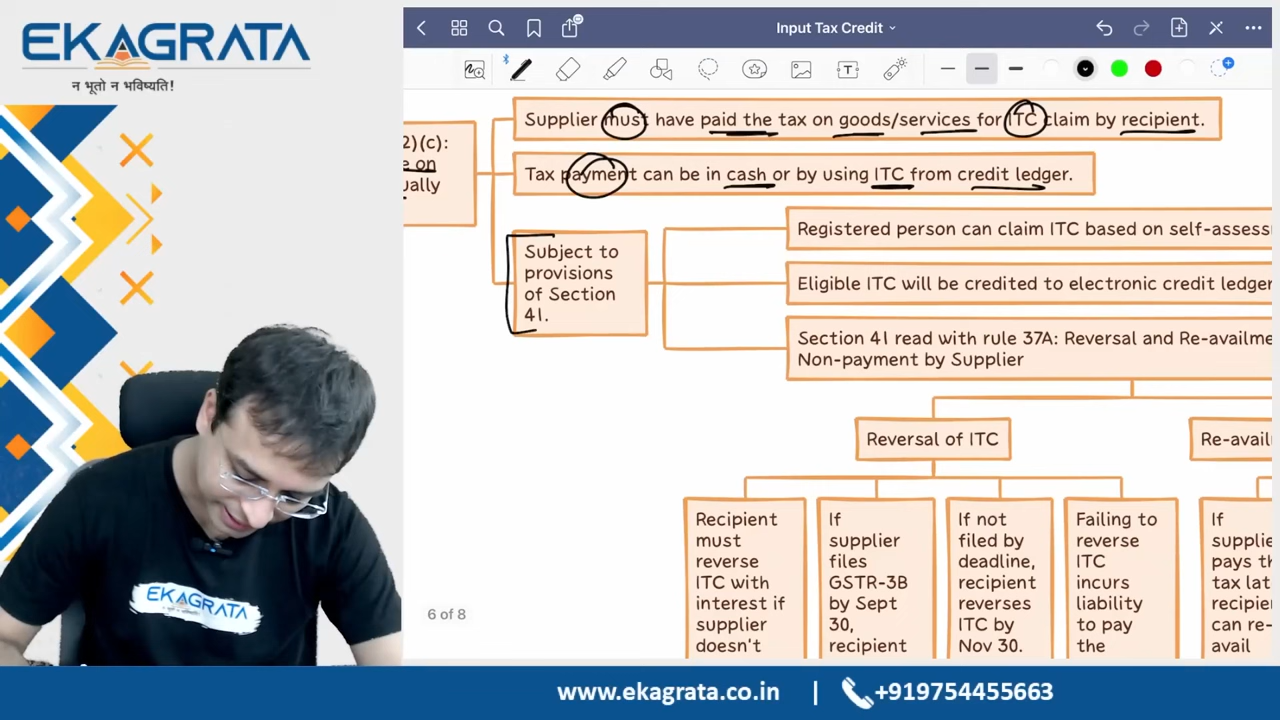 EKAGRATA
न भूतो न भविष्यति!
Input Tax Credit
Supplier must have paid the tax on goods/services for ITC claim by recipient.
2)(c):
e on
ually
Tax payment can be in cash or by using ITC from credit ledger.
Subject to
provisions
of Section
41.
Registered person can claim ITC based on self-assess
Eligible ITC will be credited to electronic credit ledger
Section 41 read with rule 37A: Reversal and Re-availme
Non-payment by Supplier
Reversal of ITC
Re-avail
Recipient
must
reverse
ITC with
interest if
supplier
doesn't
If
supplier
files
GSTR-3B
by Sept
30,
recipient
If not
filed by
deadline,
recipient
reverses
ITC by
Nov 30.
Failing to
reverse
ITC
incurs
liability
to pay
the
If
supplie
pays th
tax lat
recipie
can re-
avail
6 of 8
EKAGRATA
www.ekagrata.co.in | +919754455663